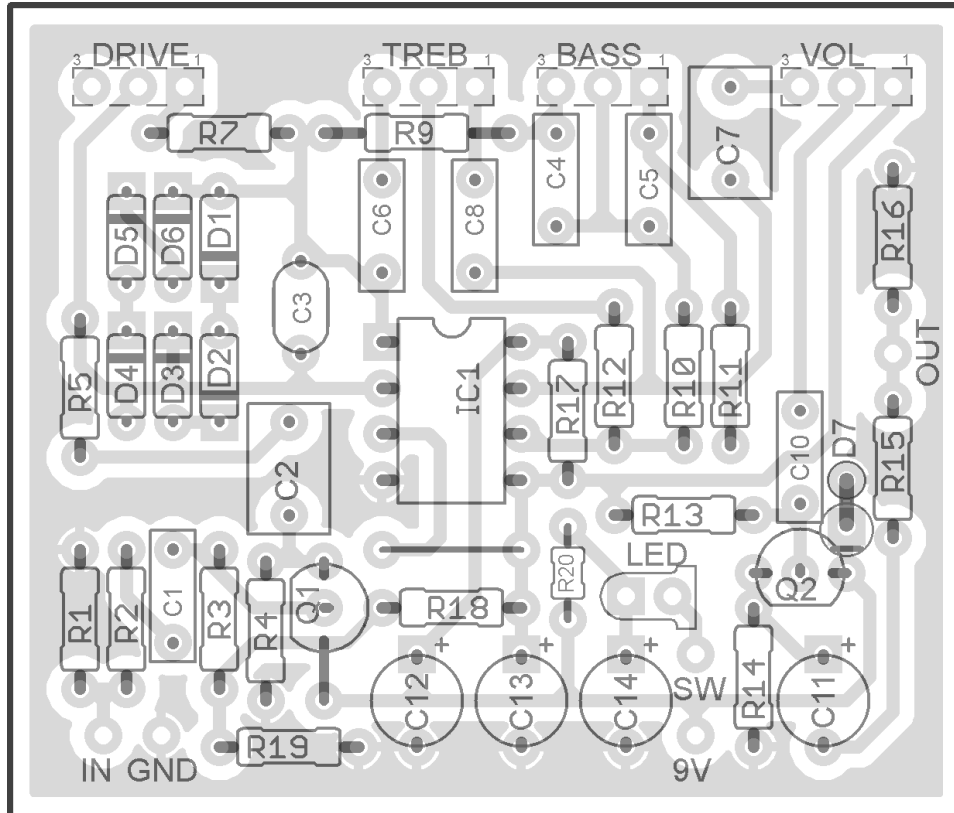 DRIVE TREB BASS VOL
3 1 3 1 3 1 3 1
R7 R9 C4 C5 C7
R16
D5 D6 D1 C6 C8
C3
OUT
R5 D4 D3 D2 IC1 R17 R12 R10 R11
C2 C10 D7 R15
R13
LED
R1 R2 C1 R3 R4 Q1 R18 R20 Q2
+ + + +
C12 C13 C14 SW R14 C11
R19
IN GND 9V